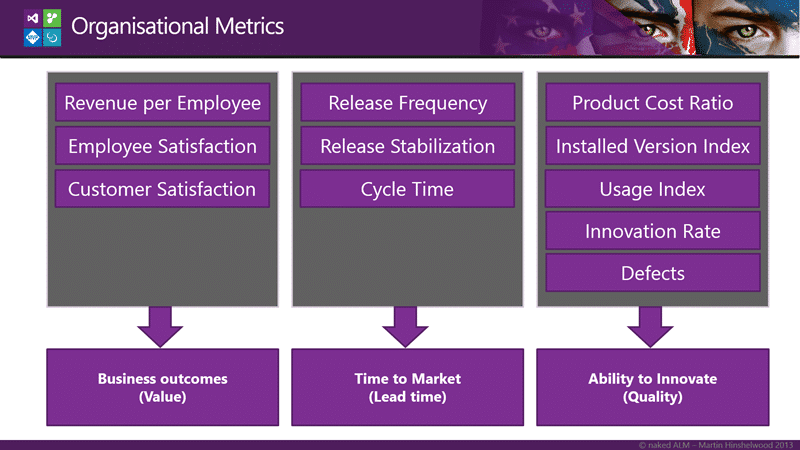 Organisational Metrics
Revenue per Employee
Employee Satisfaction
Customer Satisfaction
Release Frequency
Release Stabilization
Cycle Time
Product Cost Ratio
Installed Version Index
Usage Index
Innovation Rate
Defects
Business outcomes
(Value)
Time to Market
(Lead time)
Ability to Innovate
(Quality)
© naked ALM – Martin Hinshelwood 2013